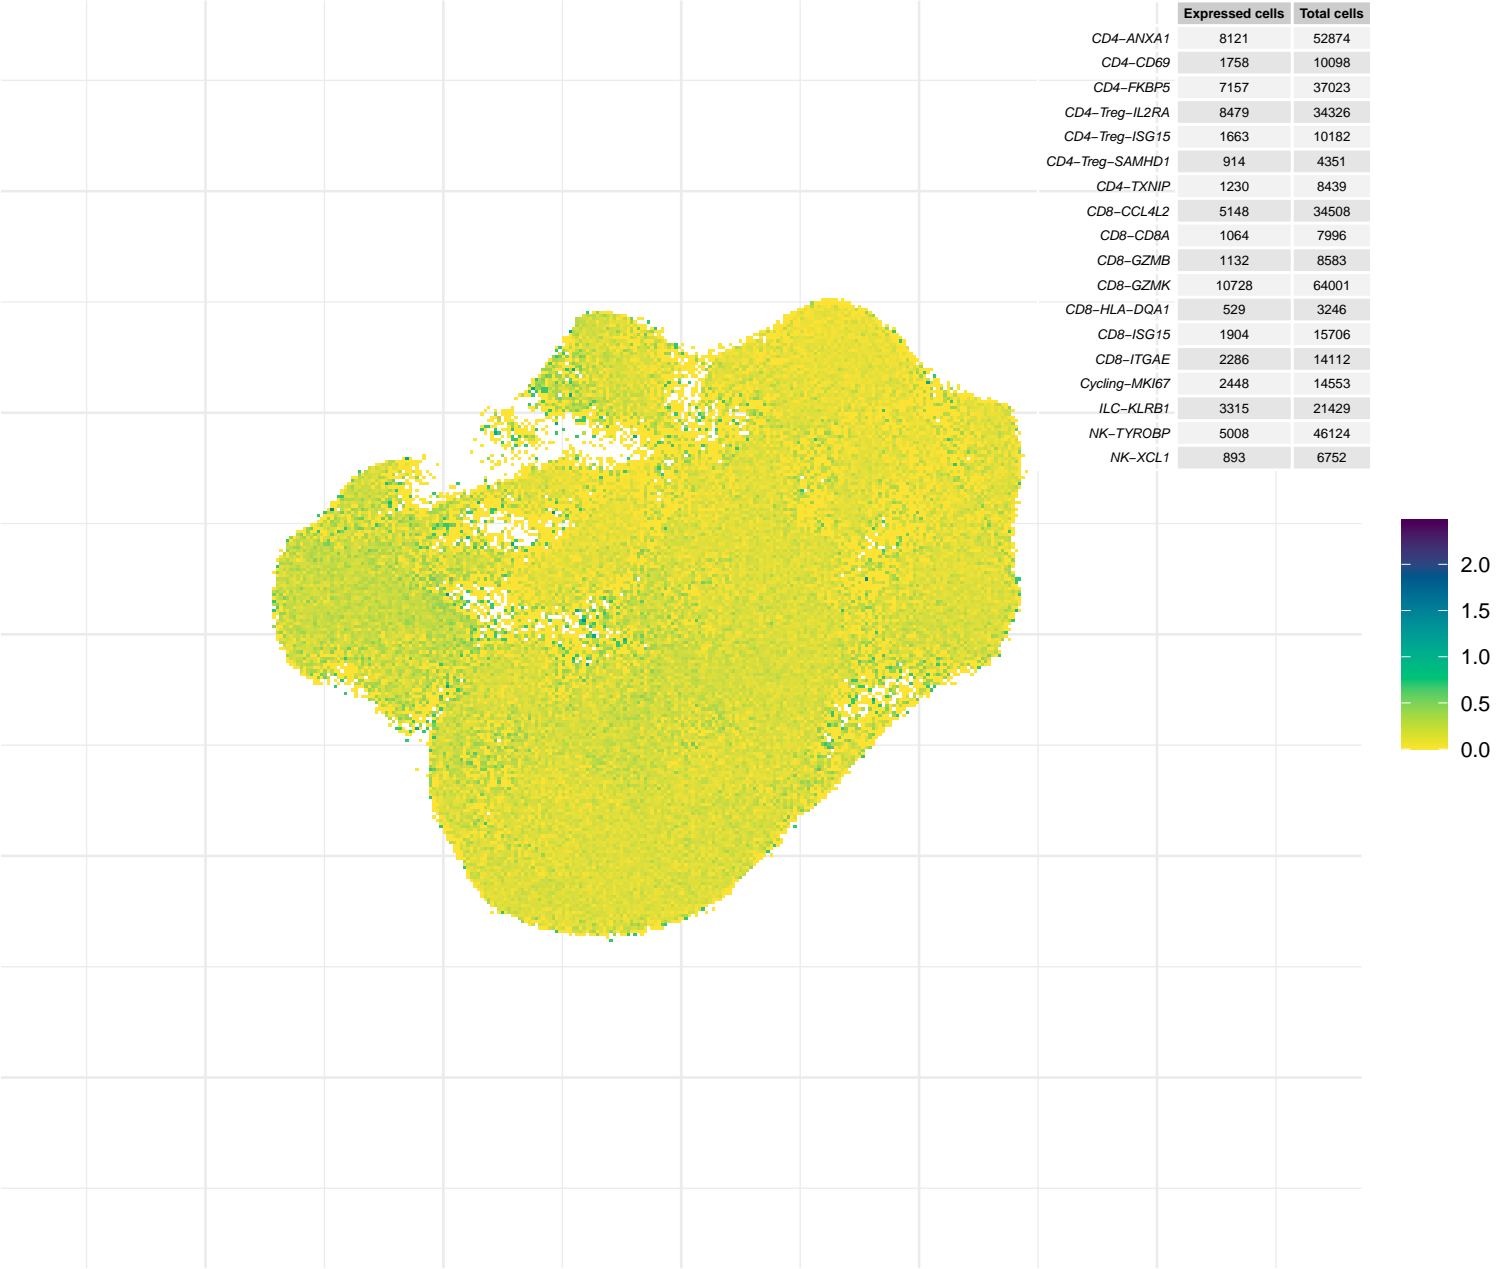 Expressed cells Total cells
CD4−ANXA1 8121 52874
CD4−CD69 1758 10098
CD4−FKBP5 7157 37023
CD4−Treg−IL2RA 8479 34326
CD4−Treg−ISG15 1663 10182
CD4−Treg−SAMHD1 914 4351
CD4−TXNIP 1230 8439
CD8−CCL4L2 5148 34508
CD8−CD8A 1064 7996
CD8−GZMB 1132 8583
CD8−GZMK 10728 64001
CD8−HLA−DQA1 529 3246
CD8−ISG15 1904 15706
CD8−ITGAE 2286 14112
Cycling−MKI67 2448 14553
ILC−KLRB1 3315 21429
NK−TYROBP 5008 46124
NK−XCL1 893 6752
2.0
1.5
1.0
0.5
0.0